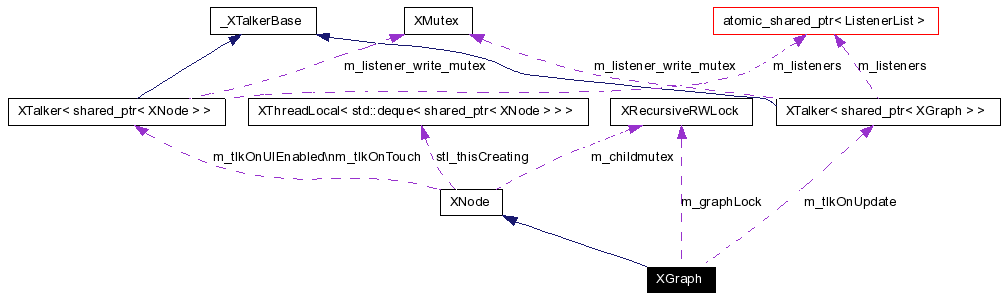 _XTalkerBase
XMutex
atomic_shared_ptr< ListenerList >
m_listener_write_mutex
m_listener_write_mutex
m_listeners
m_listeners
XTalker< shared_ptr< XNode > >
XThreadLocal< std::deque< shared_ptr< XNode > > >
XRecursiveRWLock
XTalker< shared_ptr< XGraph > >
m_tlkOnUIEnabled\nm_tlkOnTouch
stl_thisCreating
m_childmutex
XNode
m_graphLock
m_tlkOnUpdate
XGraph